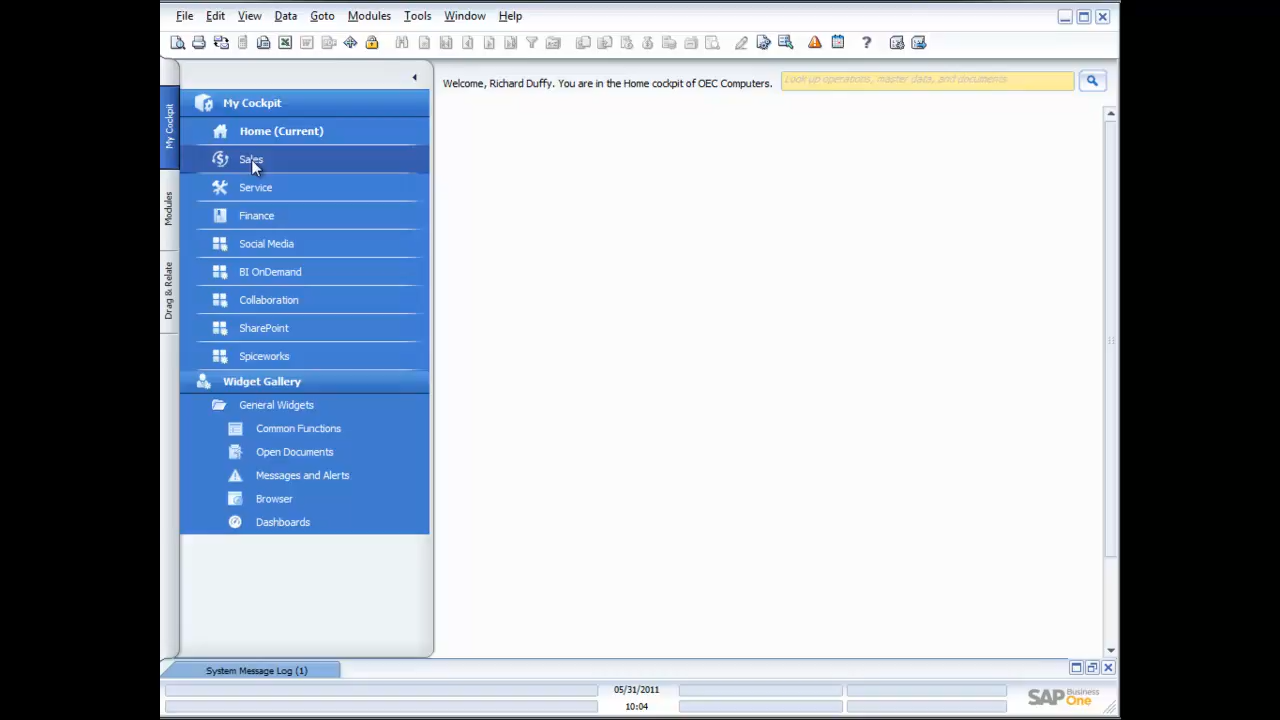 File Edit View Data Goto Modules Tools Window Help
Welcome, Richard Duffy. You are in the Home cockpit of OEC Computers.
Look up operations, master data, and documents
My Cockpit
Modules
Drag & Relate
My Cockpit
Home (Current)
Sales
Service
Finance
Social Media
BI OnDemand
Collaboration
SharePoint
Spiceworks
Widget Gallery
General Widgets
Common Functions
Open Documents
Messages and Alerts
Browser
Dashboards
System Message Log (1)
05/31/2011
10:04
SAP Business One